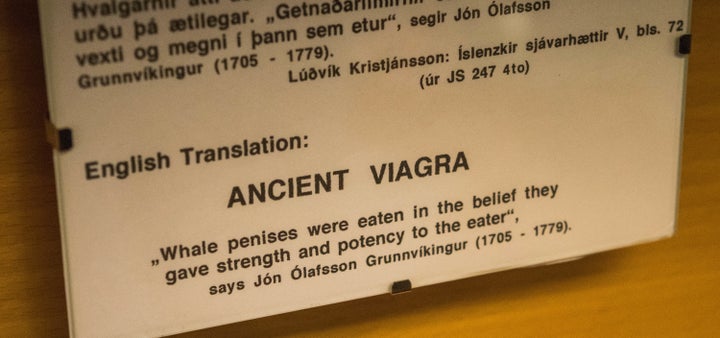 Hvalgarnir
urðu þá ætilegar. „Getnaðarlimirnir
vexti og megni í þann sem etur“, segir Jón Ólafsson
Grunnvíkingur (1705 - 1779).
Lúðvík Kristjánsson: Íslenzkir sjávarhættir V, bls. 72
(úr JS 247 4to)
English Translation:
ANCIENT VIAGRA
„Whale penises were eaten in the belief they
gave strength and potency to the eater“,
says Jón Ólafsson Grunnvíkingur (1705 - 1779).